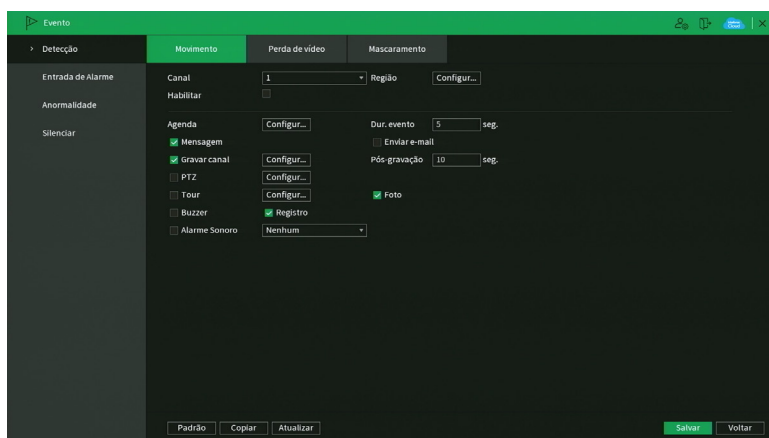 Evento
Detecção
Movimento Perda de vídeo Mascaramento
Entrada de Alarme
Anormalidade
Silenciar
Canal 1 Região Configur...
Habilitar
Agenda Configur... Dur. evento 5 seg.
Mensagem Enviar e-mail
Gravar canal Configur... Pós-gravação 10 seg.
PTZ Configur...
Tour Configur... Foto
Buzzer Registro
Alarme Sonoro Nenhum
Padrão Copiar Atualizar Salvar Voltar